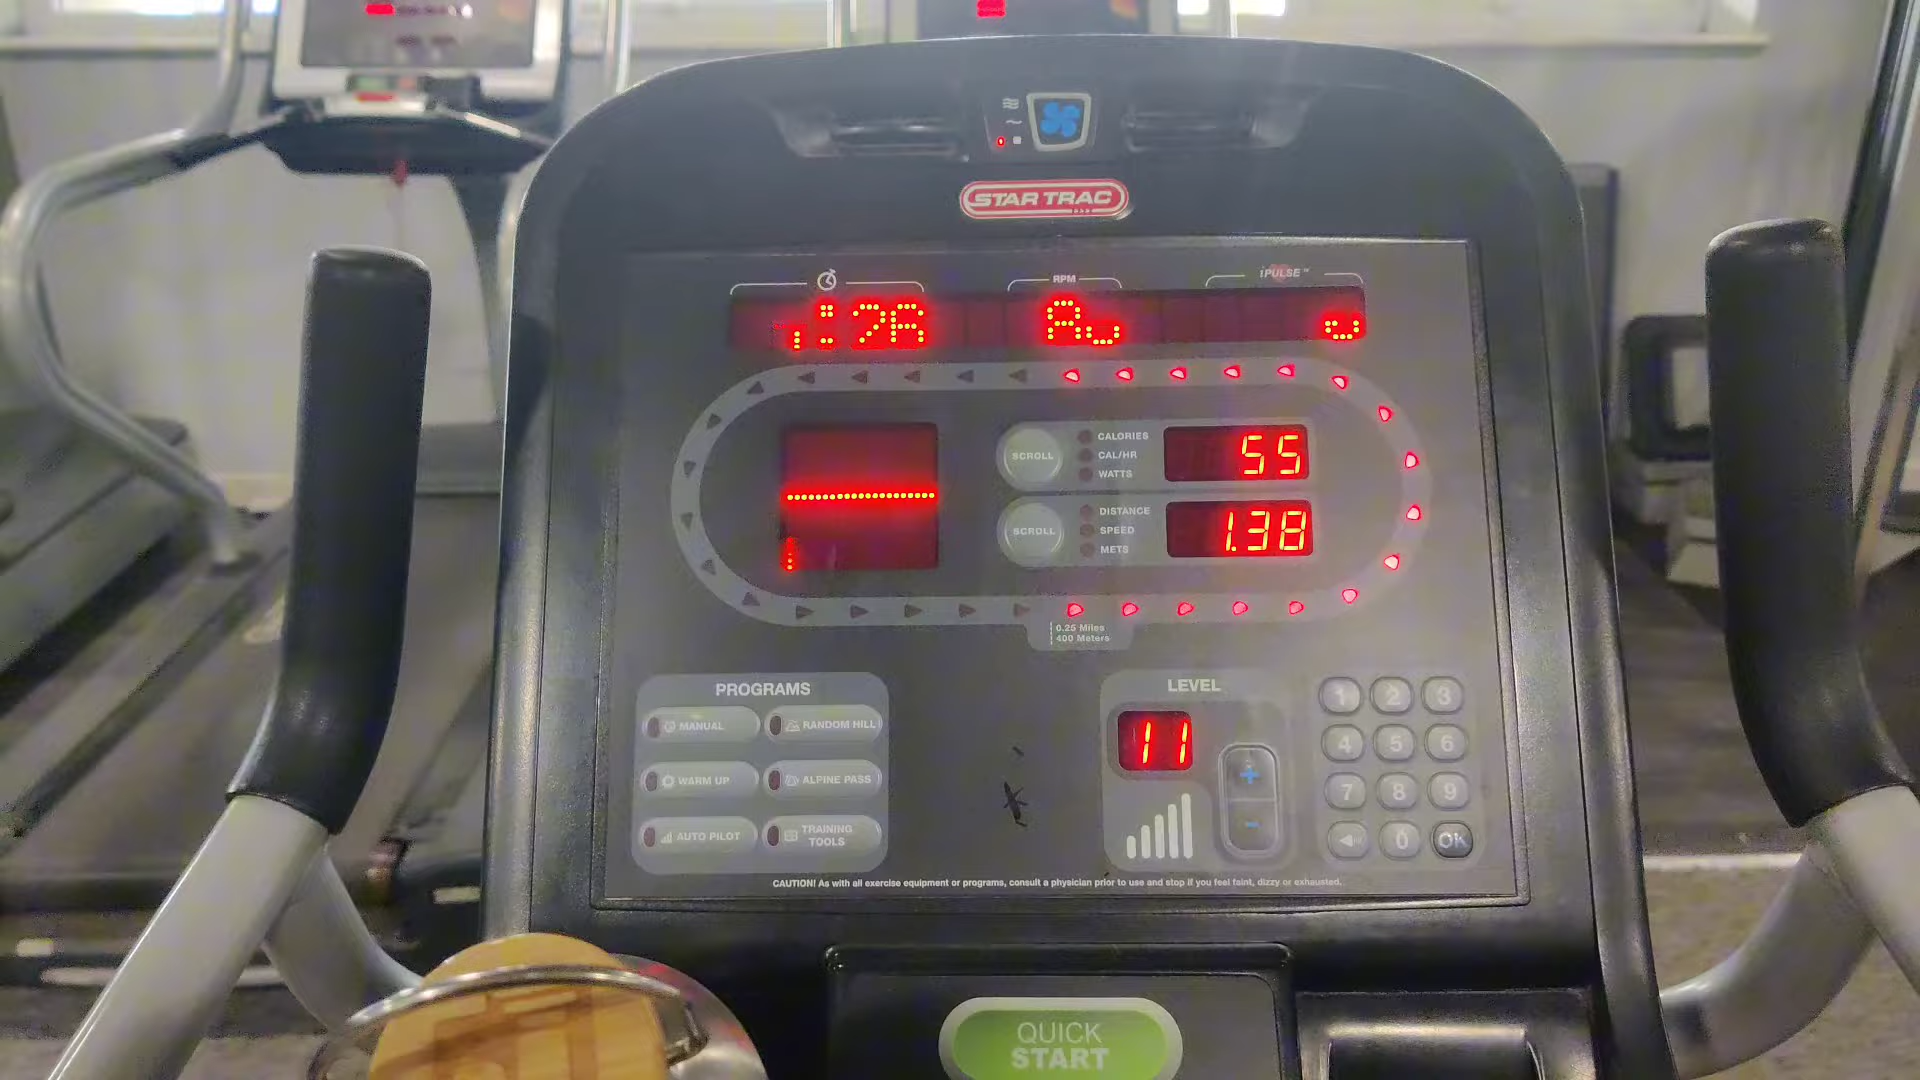 STAR TRAC
RPM
iPULSE™
SCROLL
CALORIES
CAL/HR
WATTS
55
SCROLL
DISTANCE
SPEED
METS
1.38
0.25 Miles
400 Meters
PROGRAMS
MANUAL
RANDOM HILL
WARM UP
ALPINE PASS
AUTO PILOT
TRAINING
TOOLS
LEVEL
11
+
-
1 2 3
4 5 6
7 8 9
0 OK
CAUTION! As with all exercise equipment or programs, consult a physician prior to use and stop if you feel faint, dizzy or exhausted.
QUICK
START